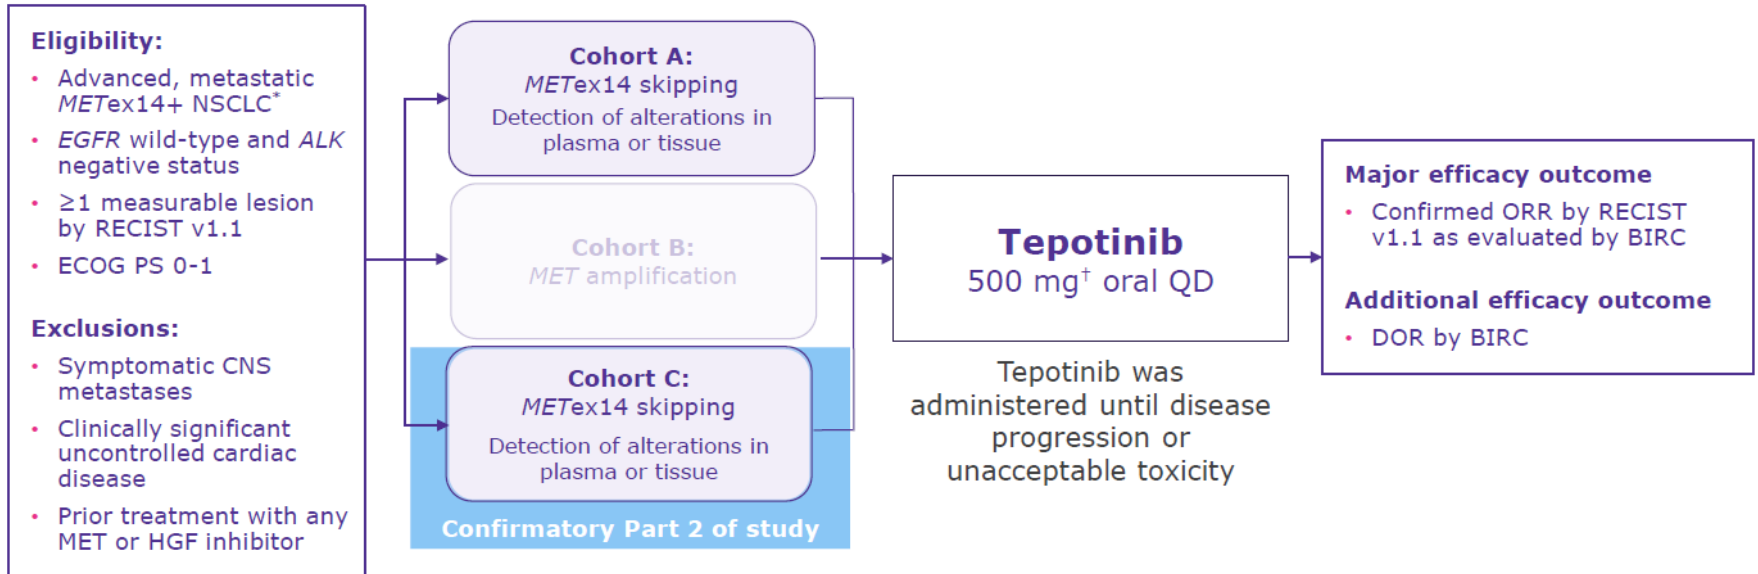 Eligibility:
• Advanced, metastatic
METex14+ NSCLC*
• EGFR wild-type and ALK
negative status
• ≥1 measurable lesion
by RECIST v1.1
• ECOG PS 0-1
Exclusions:
• Symptomatic CNS
metastases
• Clinically significant
uncontrolled cardiac
disease
• Prior treatment with any
MET or HGF inhibitor
Cohort A:
METex14 skipping
Detection of alterations in
plasma or tissue
Cohort B:
MET amplification
Cohort C:
METex14 skipping
Detection of alterations in
plasma or tissue
Confirmatory Part 2 of study
Tepotinib
500 mg† oral QD
Tepotinib was
administered until disease
progression or
unacceptable toxicity
Major efficacy outcome
• Confirmed ORR by RECIST
v1.1 as evaluated by BIRC
Additional efficacy outcome
• DOR by BIRC